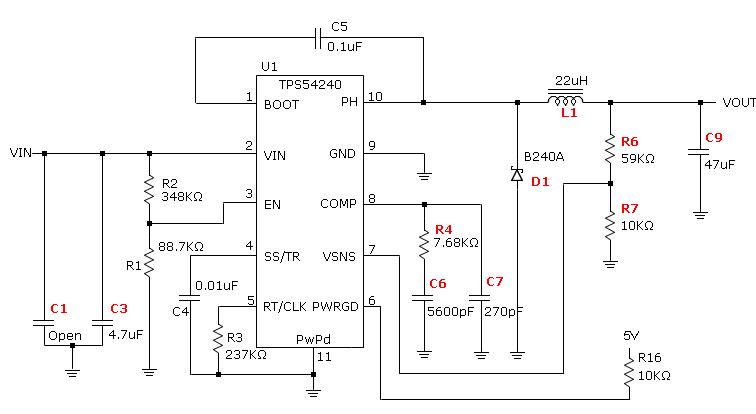 C5
0.1uF
U1
TPS54240
1
BOOT
PH
10
22uH
L1
VOUT
VIN
2
VIN
GND
9
R2
348KΩ
3
EN
COMP
8
B240A
D1
R6
59KΩ
C9
47uF
R7
10KΩ
88.7KΩ
R1
4
SS/TR
VSNS
7
R4
7.68KΩ
0.01uF
C4
5
RT/CLK
PWRGD
6
C6
5600pF
C7
270pF
C1
Open
C3
4.7uF
R3
237KΩ
PwPd
11
5V
R16
10KΩ